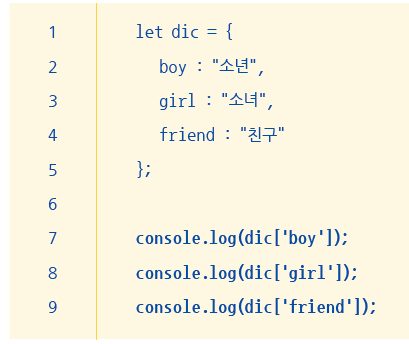 1 let dic = {
2 boy : "소년",
3 girl : "소녀",
4 friend : "친구"
5 };
6
7 console.log(dic['boy']);
8 console.log(dic['girl']);
9 console.log(dic['friend']);